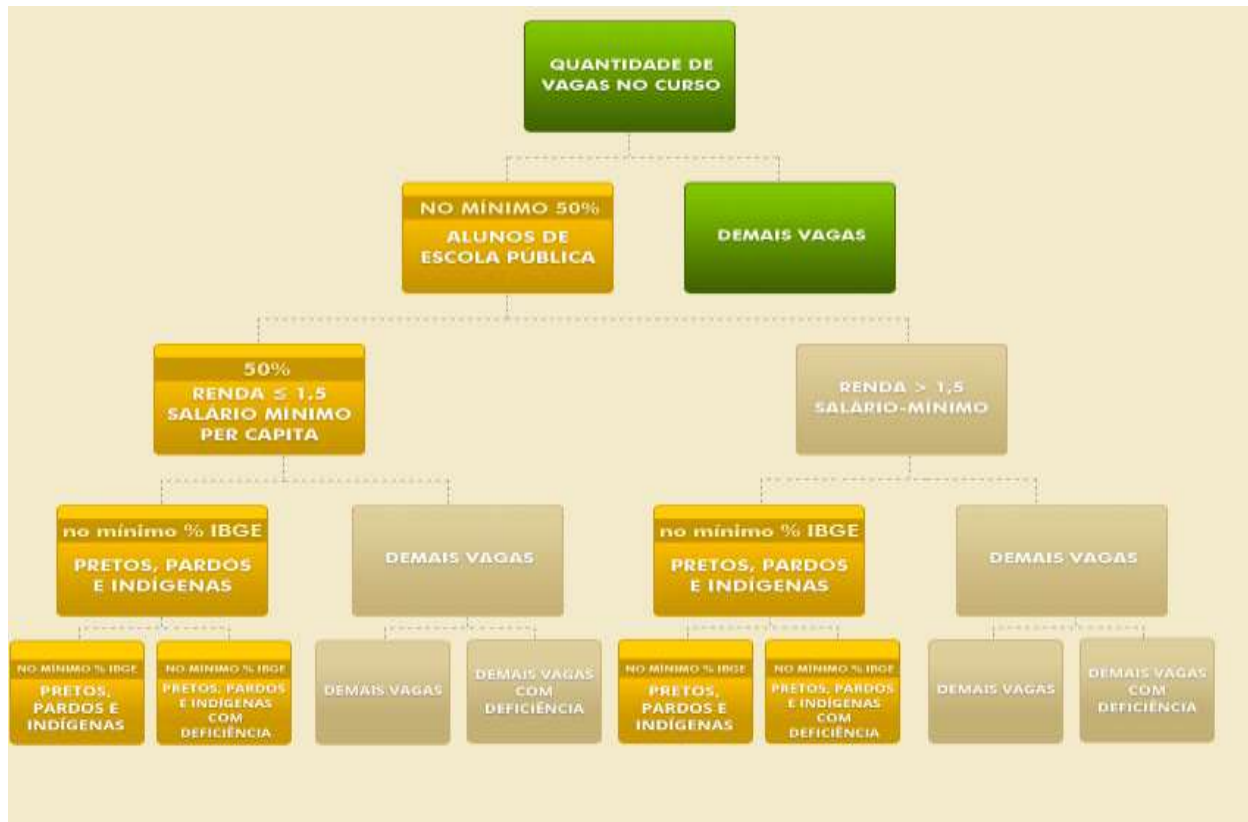 QUANTIDADE DE
VAGAS NO CURSO
NO MÍNIMO 50%
ALUNOS DE
ESCOLA PÚBLICA
DEMAIS VAGAS
50%
RENDA ≤ 1,5
SALÁRIO MÍNIMO
PER CAPITA
RENDA > 1,5
SALÁRIO-MÍNIMO
no mínimo % IBGE
PRETOS, PARDOS
E INDÍGENAS
DEMAIS VAGAS
no mínimo % IBGE
PRETOS, PARDOS
E INDÍGENAS
DEMAIS VAGAS
NO MÍNIMO % IBGE
PRETOS,
PARDOS E
INDÍGENAS
NO MÍNIMO % IBGE
PRETOS, PARDOS
E INDÍGENAS
COM
DEFICIÊNCIA
DEMAIS VAGAS
DEMAIS VAGAS
COM
DEFICIÊNCIA
NO MÍNIMO % IBGE
PRETOS,
PARDOS E
INDÍGENAS
NO MÍNIMO % IBGE
PRETOS, PARDOS
E INDÍGENAS
COM
DEFICIÊNCIA
DEMAIS VAGAS
DEMAIS VAGAS
COM
DEFICIÊNCIA